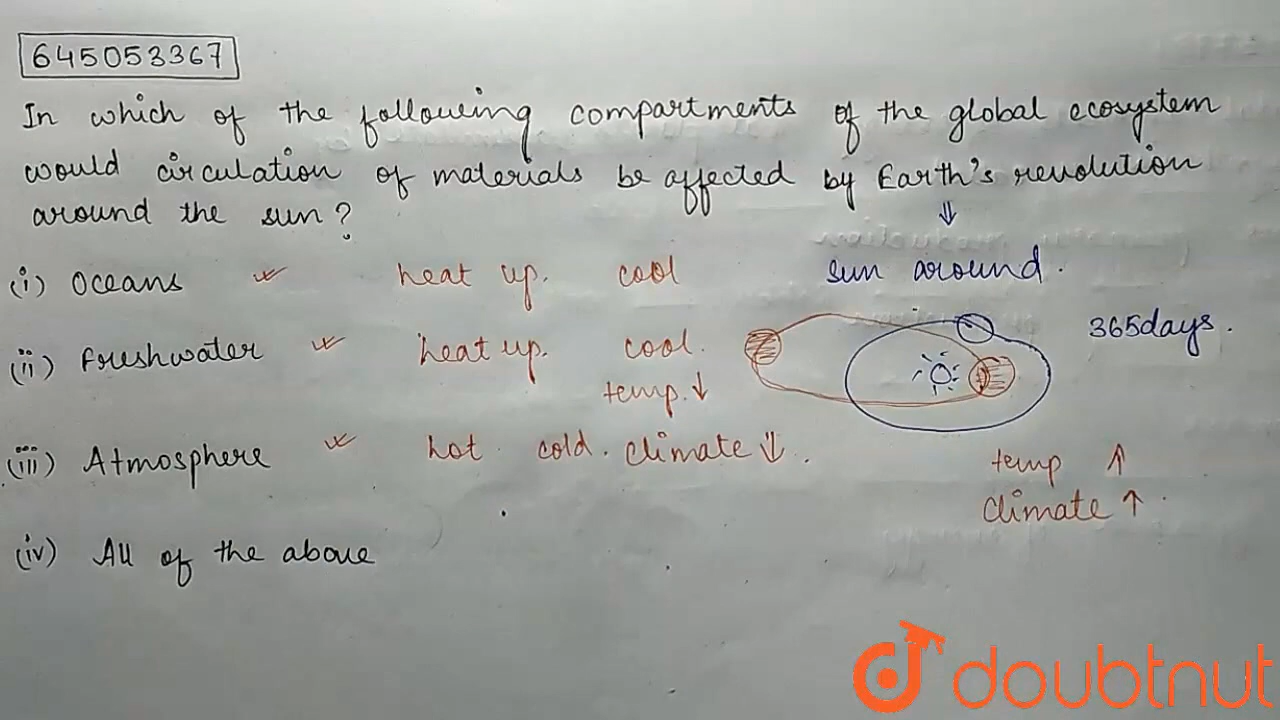 645053367
In which of the following compartments of the global ecosystem
would circulation of materials be affected by Earth's revolution
around the sun?
⇓
(i) Oceans heat up. cool sun around.
365days.
(ii) Freshwater heat up. cool.
temp. ↓
(iii) Atmosphere hot cold. Climate ⇓.
temp ↑
Climate ↑
(iv) All of the above
doubtnut